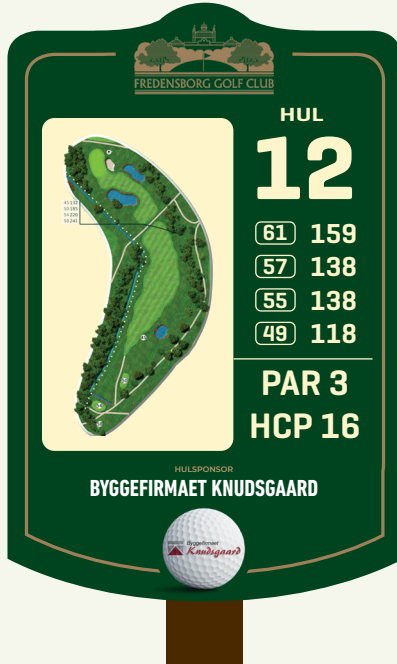 FREDENSBORG GOLF CLUB
HUL
12
61 159
57 138
55 138
49 118
PAR 3
HCP 16
HULSPONSOR
BYGGEFIRMAET KNUDSGAARD
Byggefirmaet
Knudsgaard